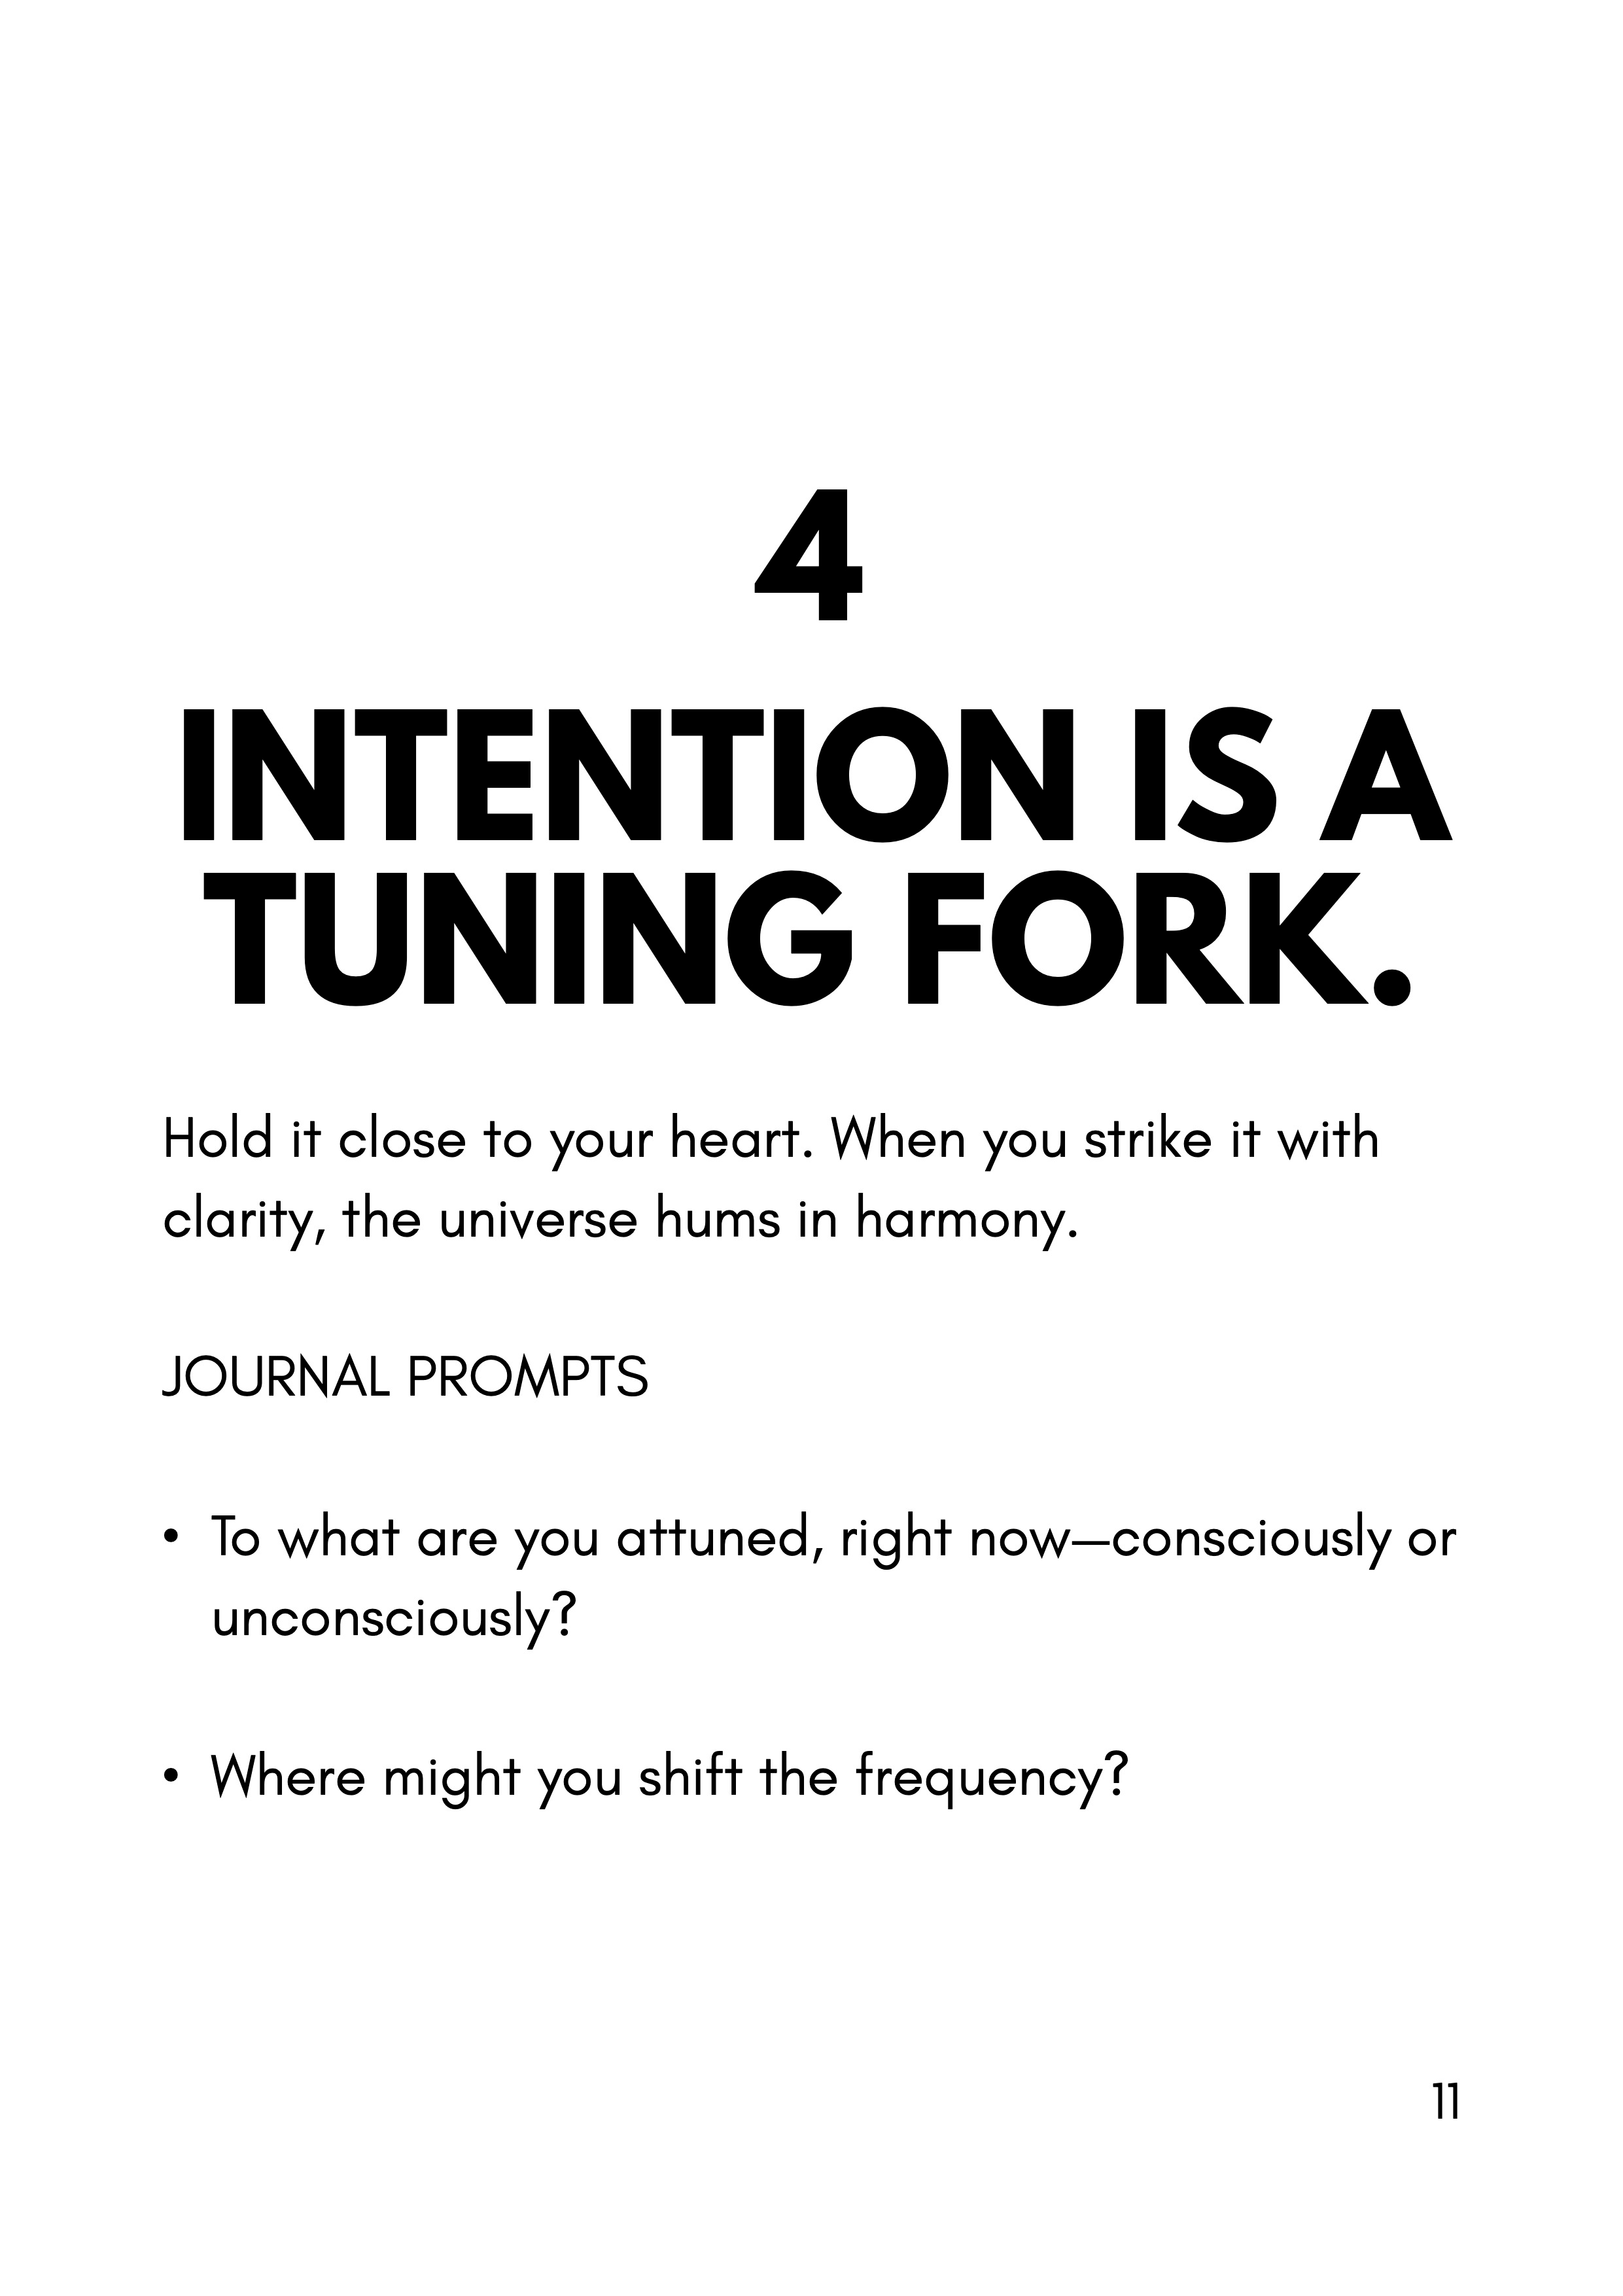 4
INTENTION IS A
TUNING FORK.
Hold it close to your heart. When you strike it with
clarity, the universe hums in harmony.
JOURNAL PROMPTS
• To what are you attuned, right now—consciously or
unconsciously?
• Where might you shift the frequency?
11